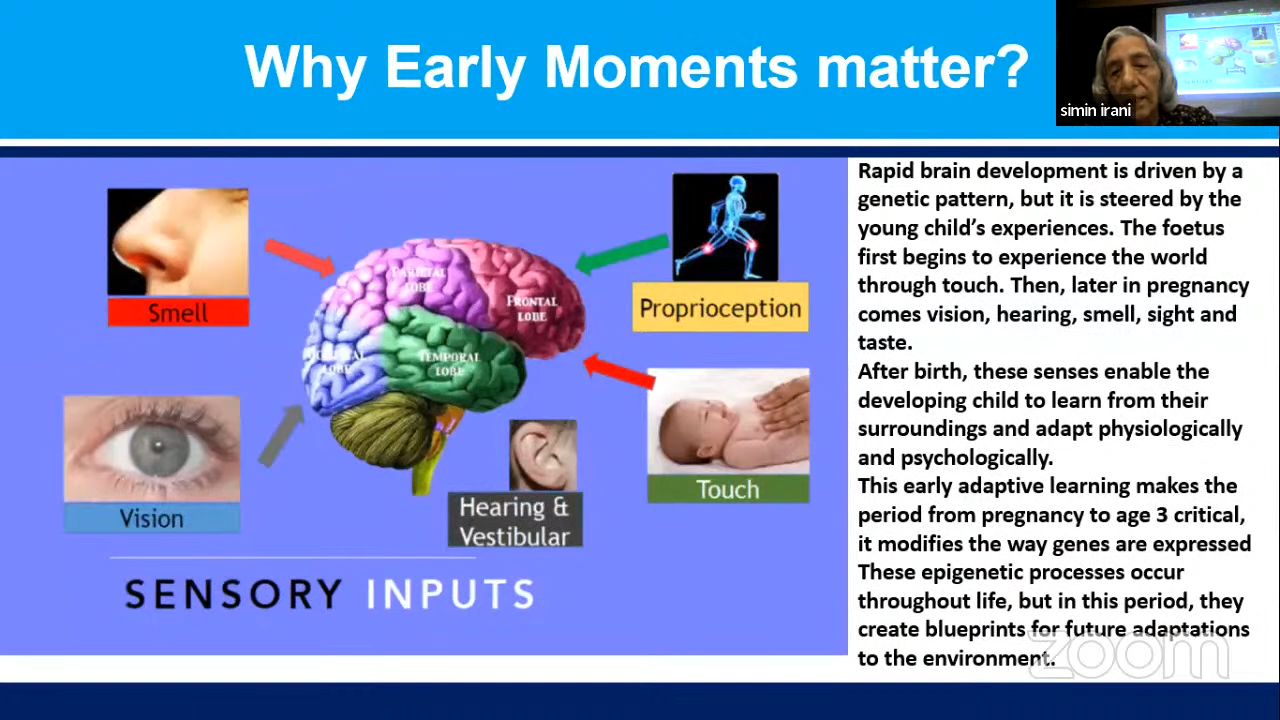 Why Early Moments matter?
simin irani
Smell
Vision
PARIETAL
LOBE
FRONTAL
LOBE
TEMPORAL
LOBE
Proprioception
Touch
Hearing &
Vestibular
SENSORY INPUTS
Rapid brain development is driven by a
genetic pattern, but it is steered by the
young child’s experiences. The foetus
first begins to experience the world
through touch. Then, later in pregnancy
comes vision, hearing, smell, sight and
taste.
After birth, these senses enable the
developing child to learn from their
surroundings and adapt physiologically
and psychologically.
This early adaptive learning makes the
period from pregnancy to age 3 critical,
it modifies the way genes are expressed
These epigenetic processes occur
throughout life, but in this period, they
create blueprints for future adaptations
to the environment.
zoom